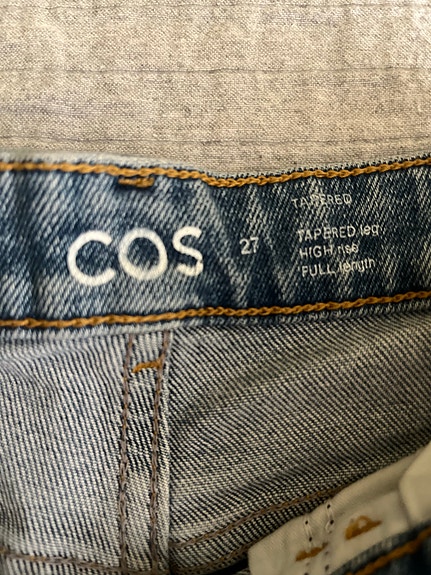 COS
27
TAPERED
TAPERED leg
HIGH rise
FULL length